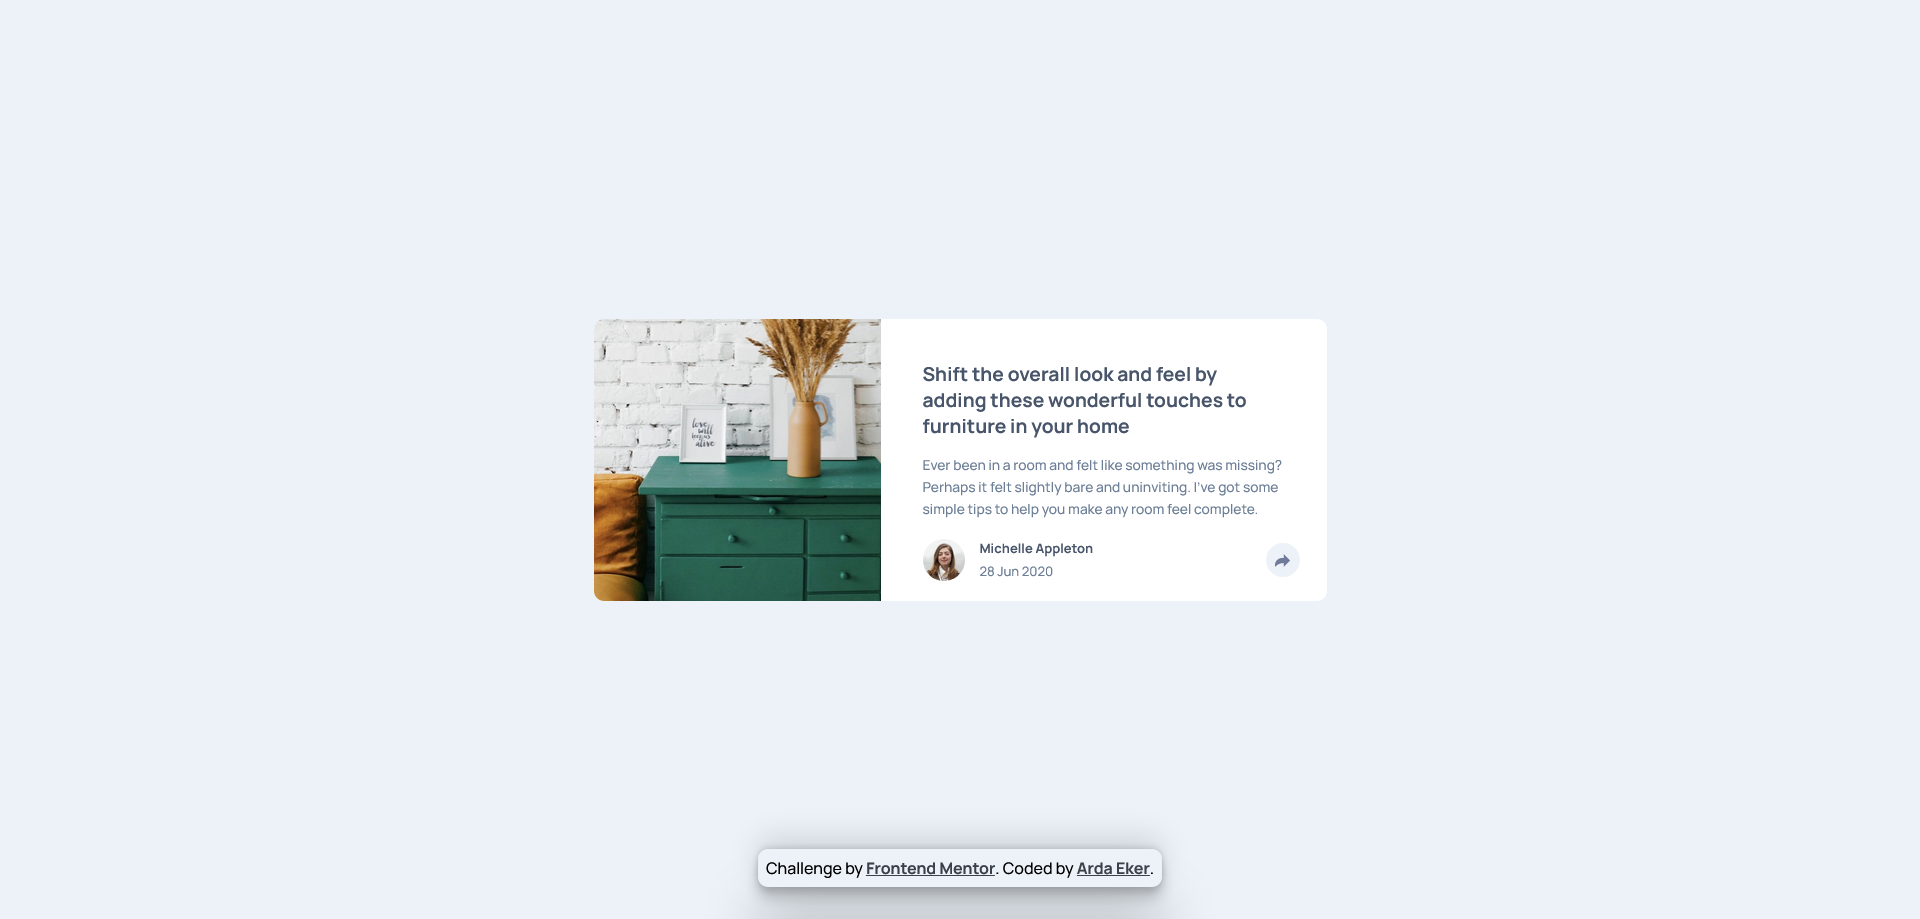 love
will
keep us
alive
Shift the overall look and feel by
adding these wonderful touches to
furniture in your home
Ever been in a room and felt like something was missing?
Perhaps it felt slightly bare and uninviting. I've got some
simple tips to help you make any room feel complete.
Michelle Appleton
28 Jun 2020
Challenge by Frontend Mentor. Coded by Arda Eker.